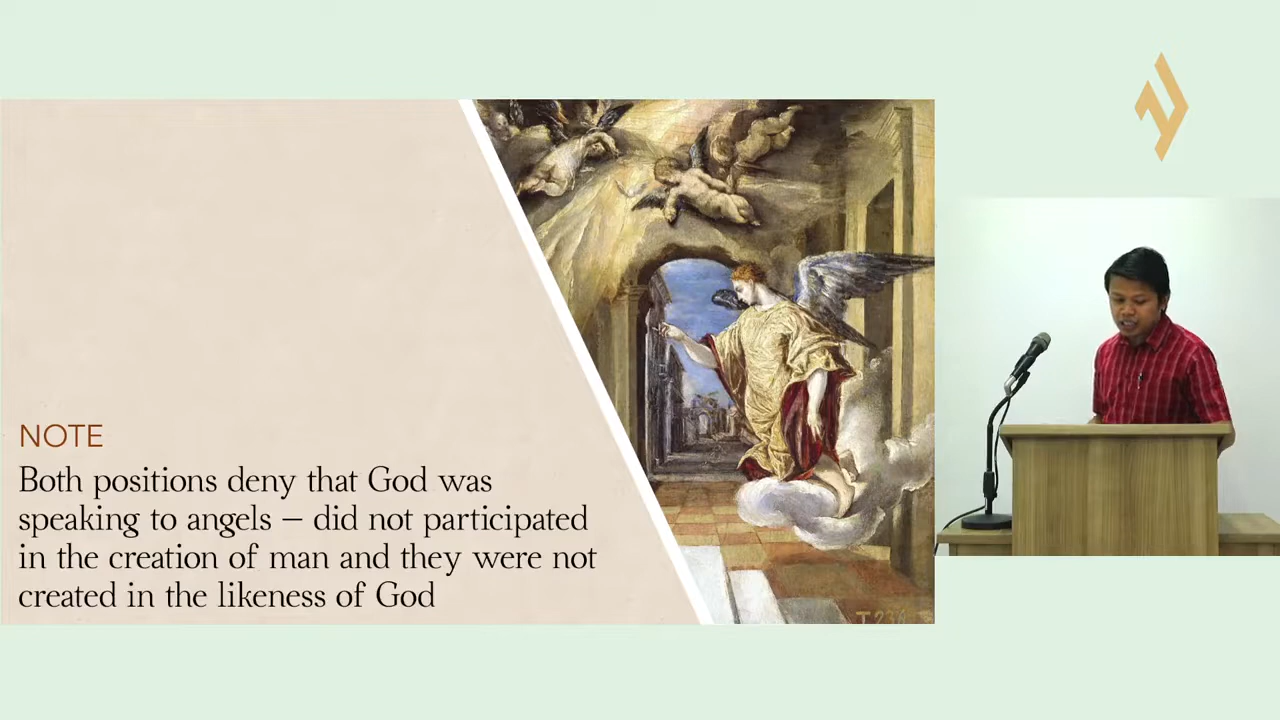 NOTE
Both positions deny that God was
speaking to angels – did not participated
in the creation of man and they were not
created in the likeness of God